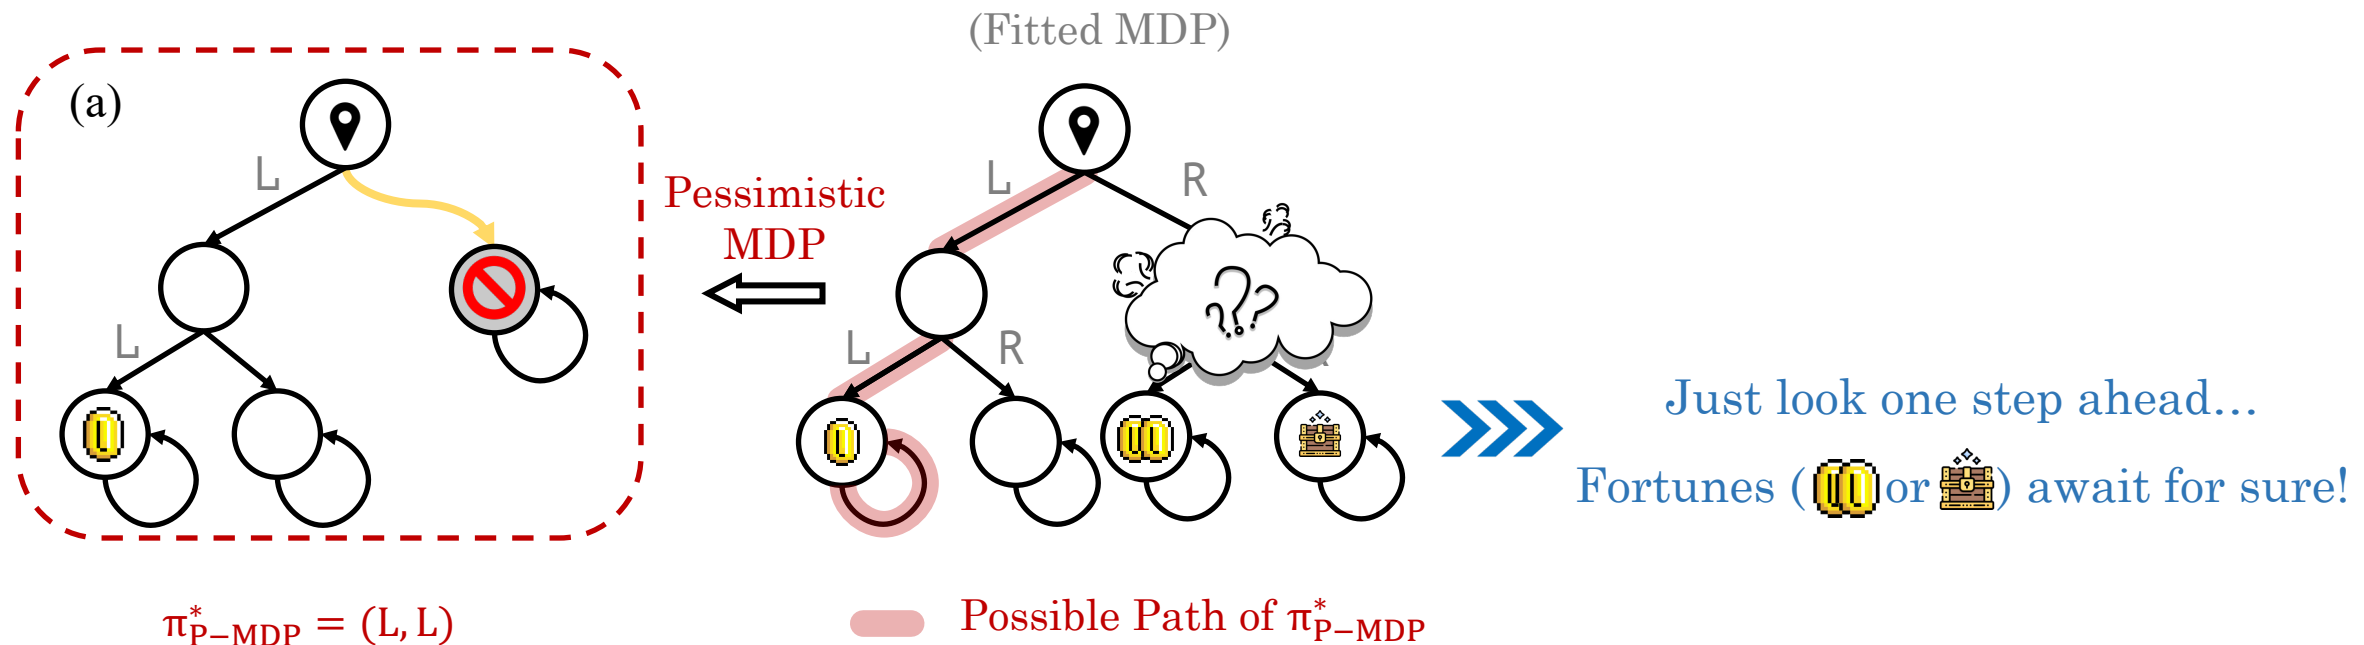 (Fitted MDP)
(a)
L
L
Pessimistic
MDP
L
R
L
R
???
Just look one step ahead…
Fortunes ( or ) await for sure!
π*P−MDP = (L, L)
Possible Path of π*P−MDP